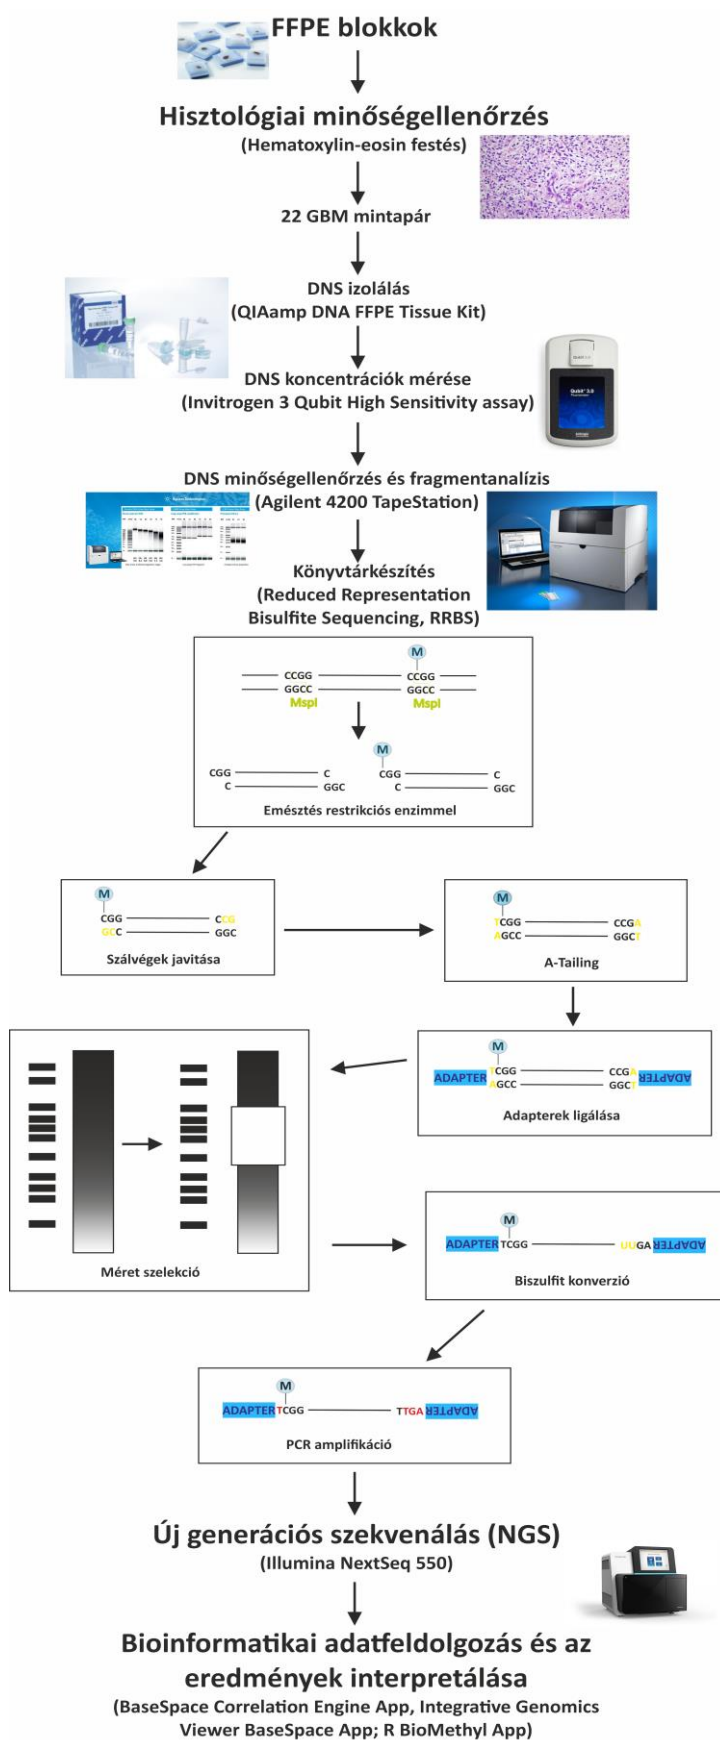 FFPE blokkok
Hisztológiai minőségellenőrzés
(Hematoxylin-eosin festés)
22 GBM mintapár
DNS izolálás
(QIAamp DNA FFPE Tissue Kit)
DNS koncentrációk mérése
(Invitrogen 3 Qubit High Sensitivity assay)
DNS minőségellenőrzés és fragmentanalízis
(Agilent 4200 TapeStation)
Könyvtárkészítés
(Reduced Representation
Bisulfite Sequencing, RRBS)
M
CCGG CCGG
GGCC GGCC
MspI MspI
M
CGG C CGG C
C GGC C GGC
Emésztés restrikciós enzimmel
M
CGG CCG
GCC GGC
Szálvégek javitása
M
TCGG CCGA
AGCC GGCT
A-Tailing
M
ADAPTER TCGG CCGA ADAPTER
AGCC GGCT
Adapterek ligálása
Méret szelekció
M
ADAPTER TCGG UUGA ADAPTER
Biszulfit konverzió
M
ADAPTER TCGG TTGA ADAPTER
PCR amplifikáció
Új generációs szekvenálás (NGS)
(Illumina NextSeq 550)
Bioinformatikai adatfeldolgozás és az
eredmények interpretálása
(BaseSpace Correlation Engine App, Integrative Genomics
Viewer BaseSpace App; R BioMethyl App)